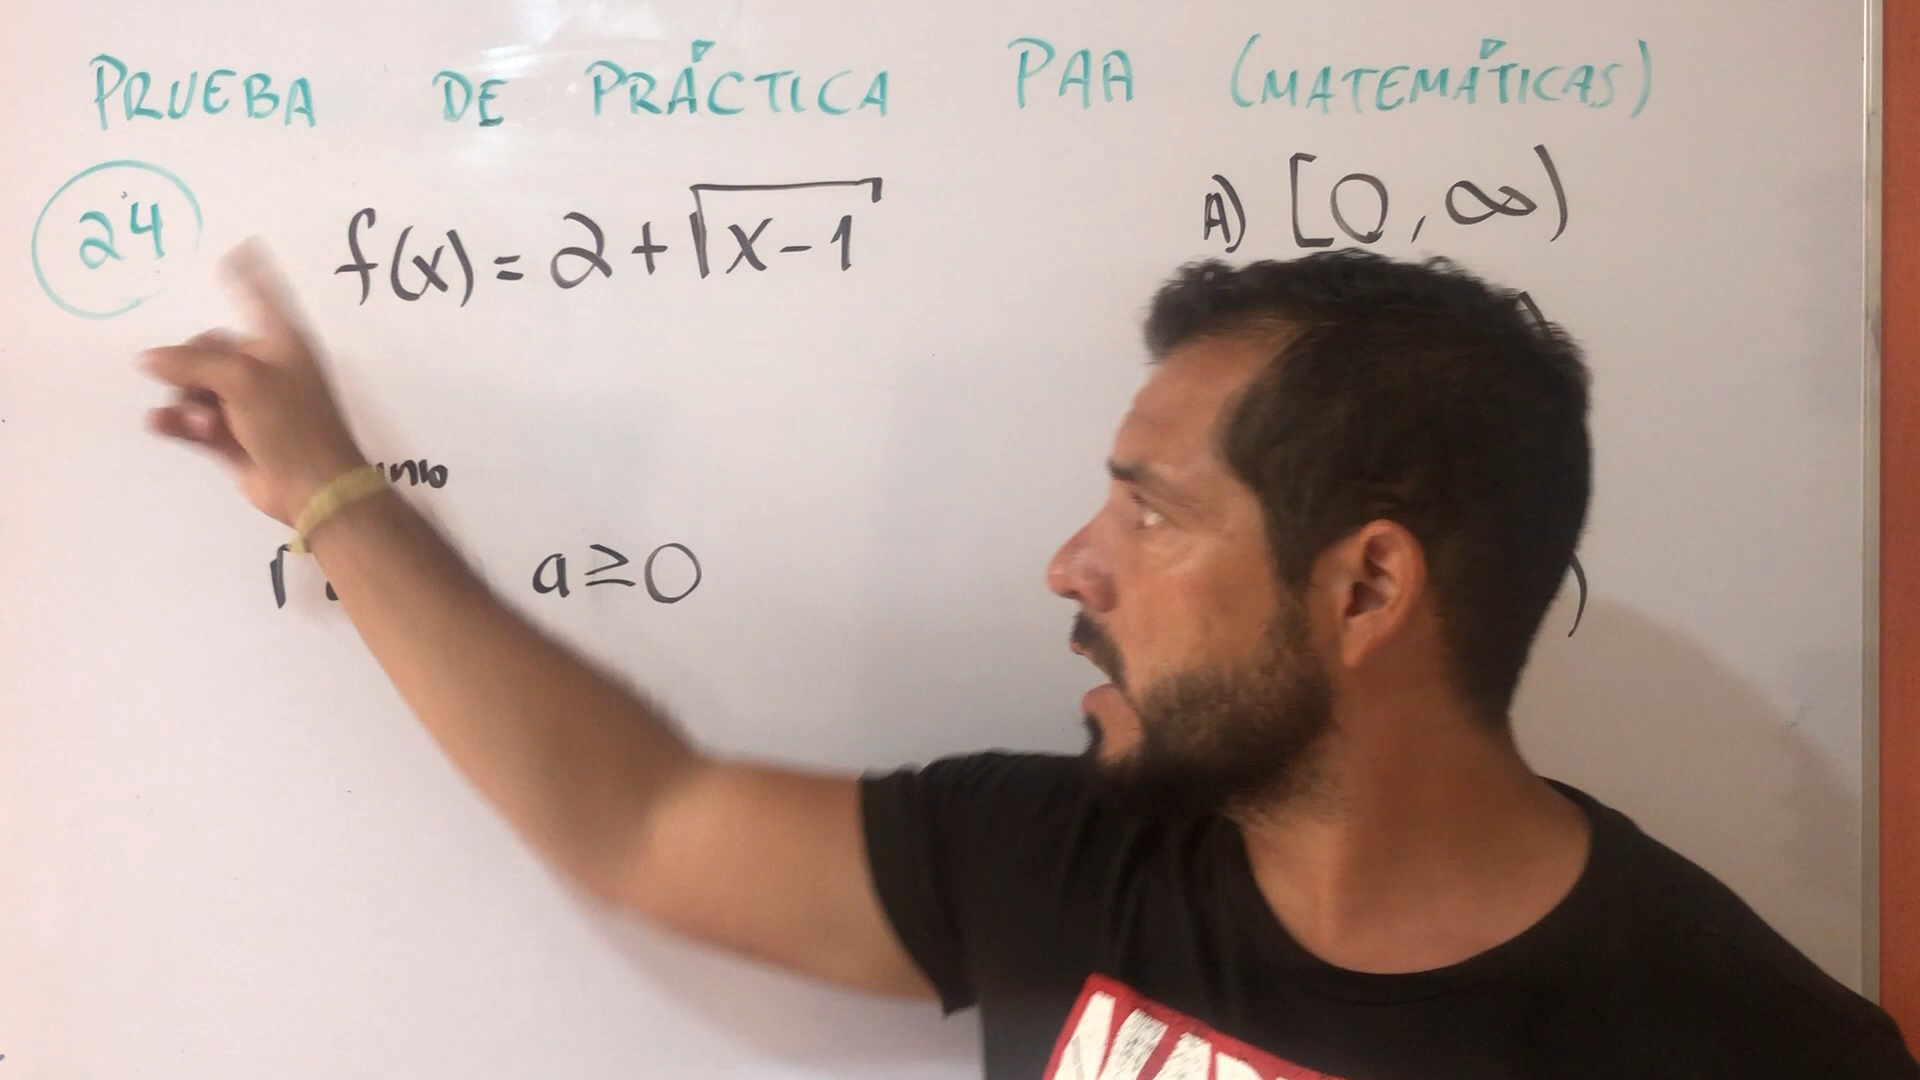 PRUEBA DE PRÁCTICA PAA (MATEMÁTICAS)
24
f(x) = 2 + √x-1
A) [0, ∞)
a ≥ 0